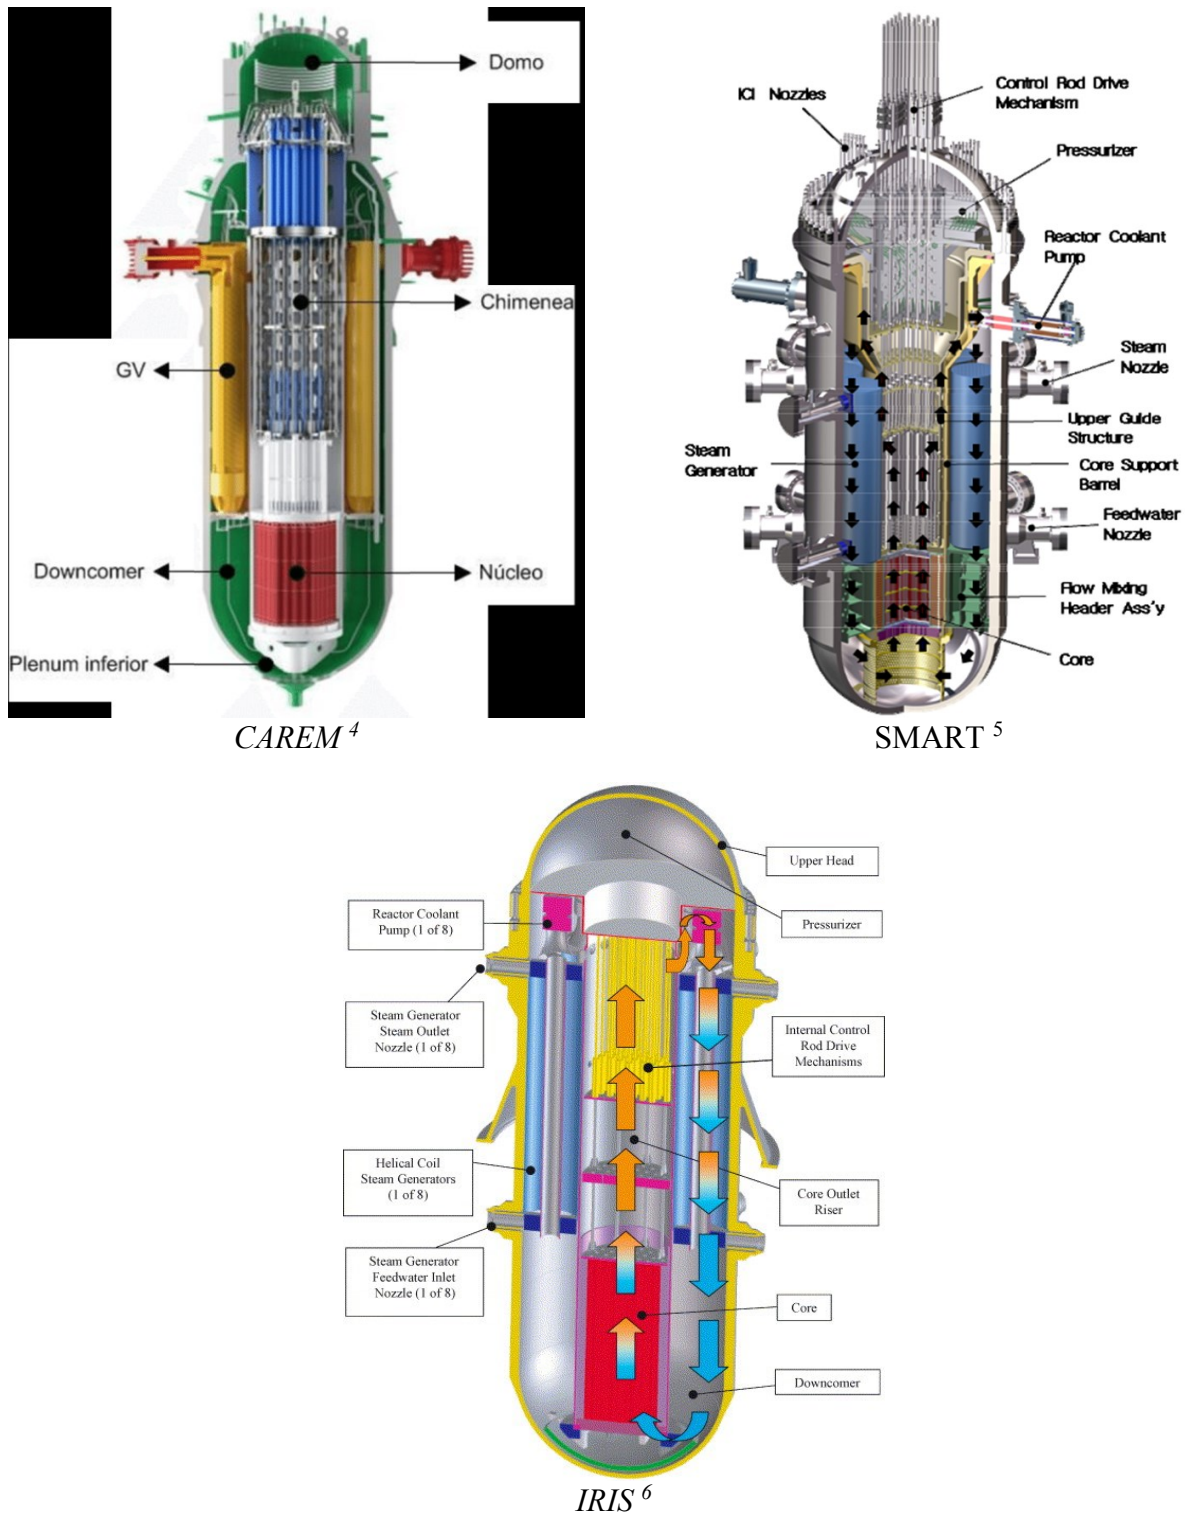 Domo
Chimenea
GV
Downcomer
Núcleo
Plenum inferior
CAREM 4
ICI Nozzles
Control Rod Drive
Mechanism
Pressurizer
Reactor Coolant
Pump
Steam
Nozzle
Upper Guide
Structure
Steam
Generator
Core Support
Barrel
Feedwater
Nozzle
Flow Mixing
Header Ass'y
Core
SMART 5
Upper Head
Reactor Coolant
Pump (1 of 8)
Pressurizer
Steam Generator
Steam Outlet
Nozzle (1 of 8)
Internal Control
Rod Drive
Mechanisms
Helical Coil
Steam Generators
(1 of 8)
Core Outlet
Riser
Steam Generator
Feedwater Inlet
Nozzle (1 of 8)
Core
Downcomer
IRIS 6